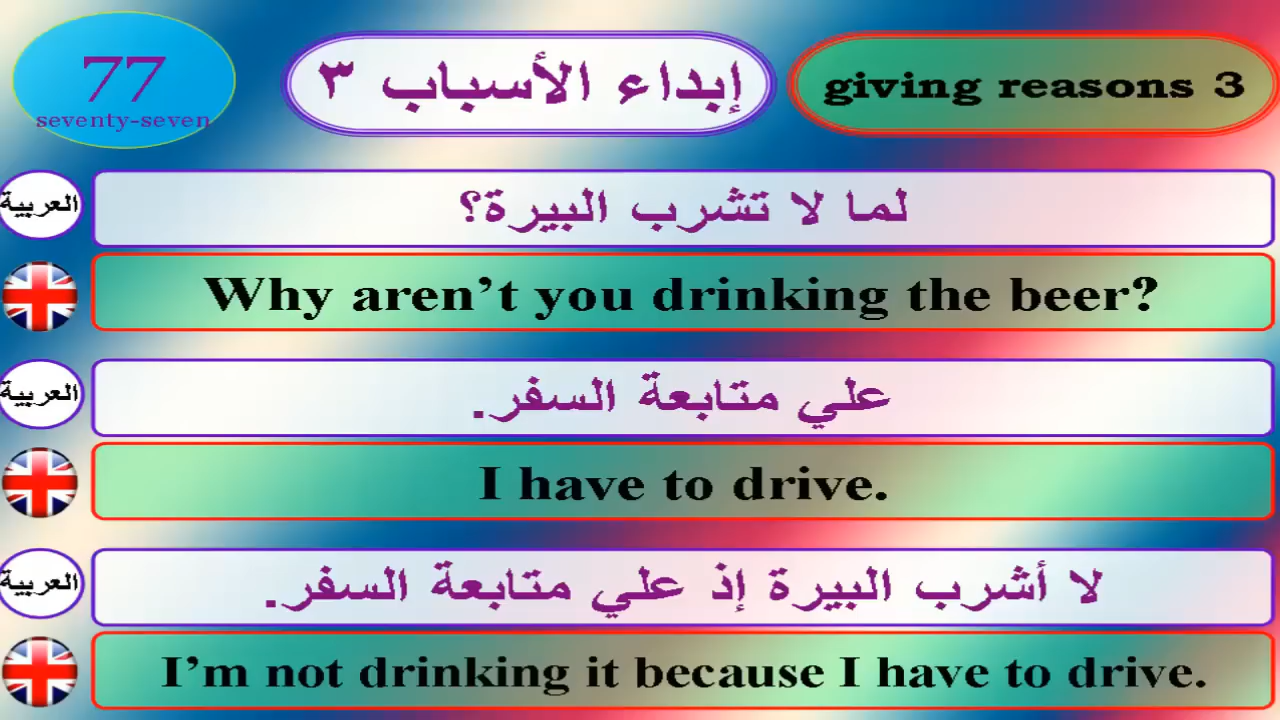 77
seventy-seven
إبداء الأسباب ٣
giving reasons 3
العربية
لما لا تشرب البيرة؟
Why aren’t you drinking the beer?
العربية
علي متابعة السفر.
I have to drive.
العربية
لا أشرب البيرة إذ علي متابعة السفر.
I’m not drinking it because I have to drive.